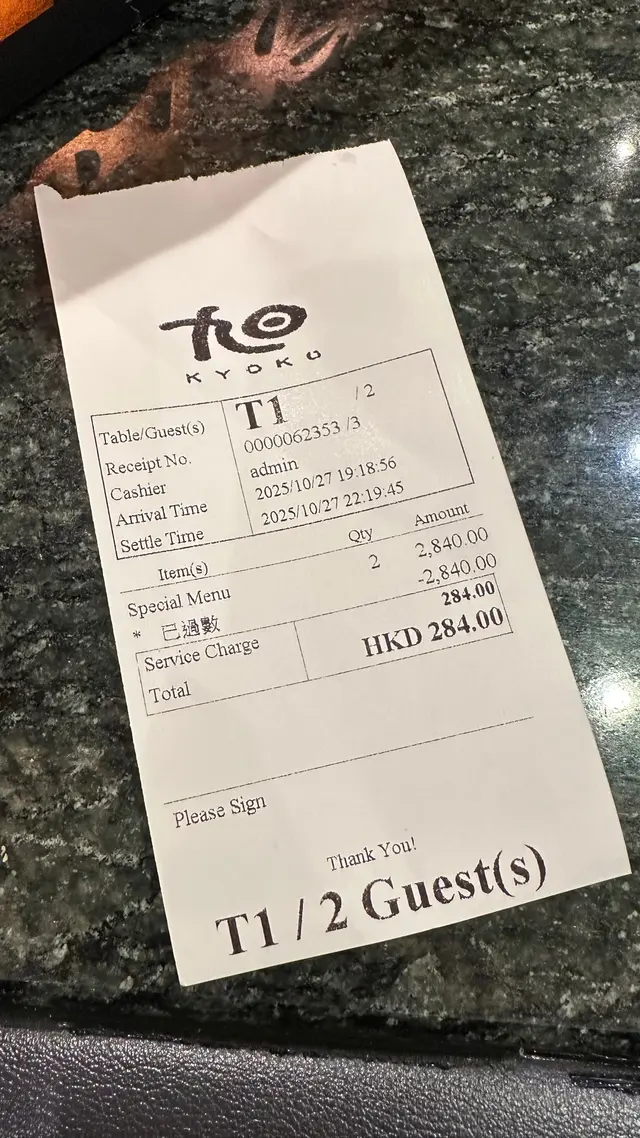 KYOKU
Table/Guest(s) T1 / 2
Receipt No. 0000062353 /3
Cashier admin
Arrival Time 2025/10/27 19:18:56
Settle Time 2025/10/27 22:19:45
Item(s) Qty Amount
Special Menu 2 2,840.00
* 已過數 -2,840.00
Service Charge 284.00
Total HKD 284.00
Please Sign
Thank You!
T1 / 2 Guest(s)